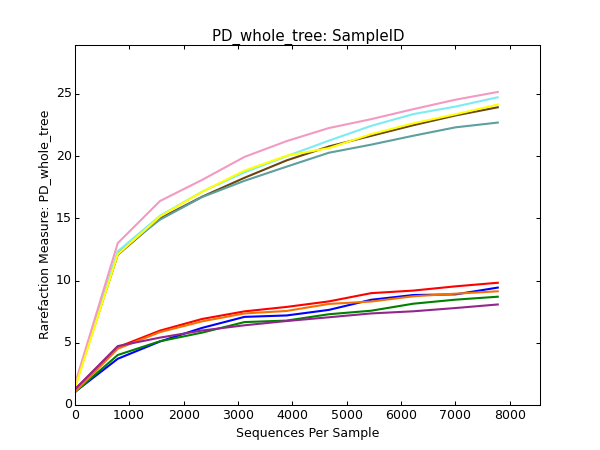 PD_whole_tree: SampleID
Rarefaction Measure: PD_whole_tree
25
20
15
10
5
0
0 1000 2000 3000 4000 5000 6000 7000 8000
Sequences Per Sample